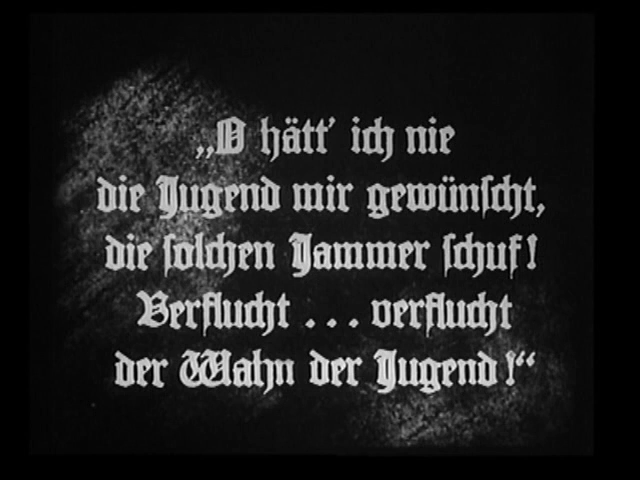 „O hätt' ich nie
die Jugend mir gewünscht,
die solchen Jammer schuf!
Verflucht ... verflucht
der Wahn der Jugend!“